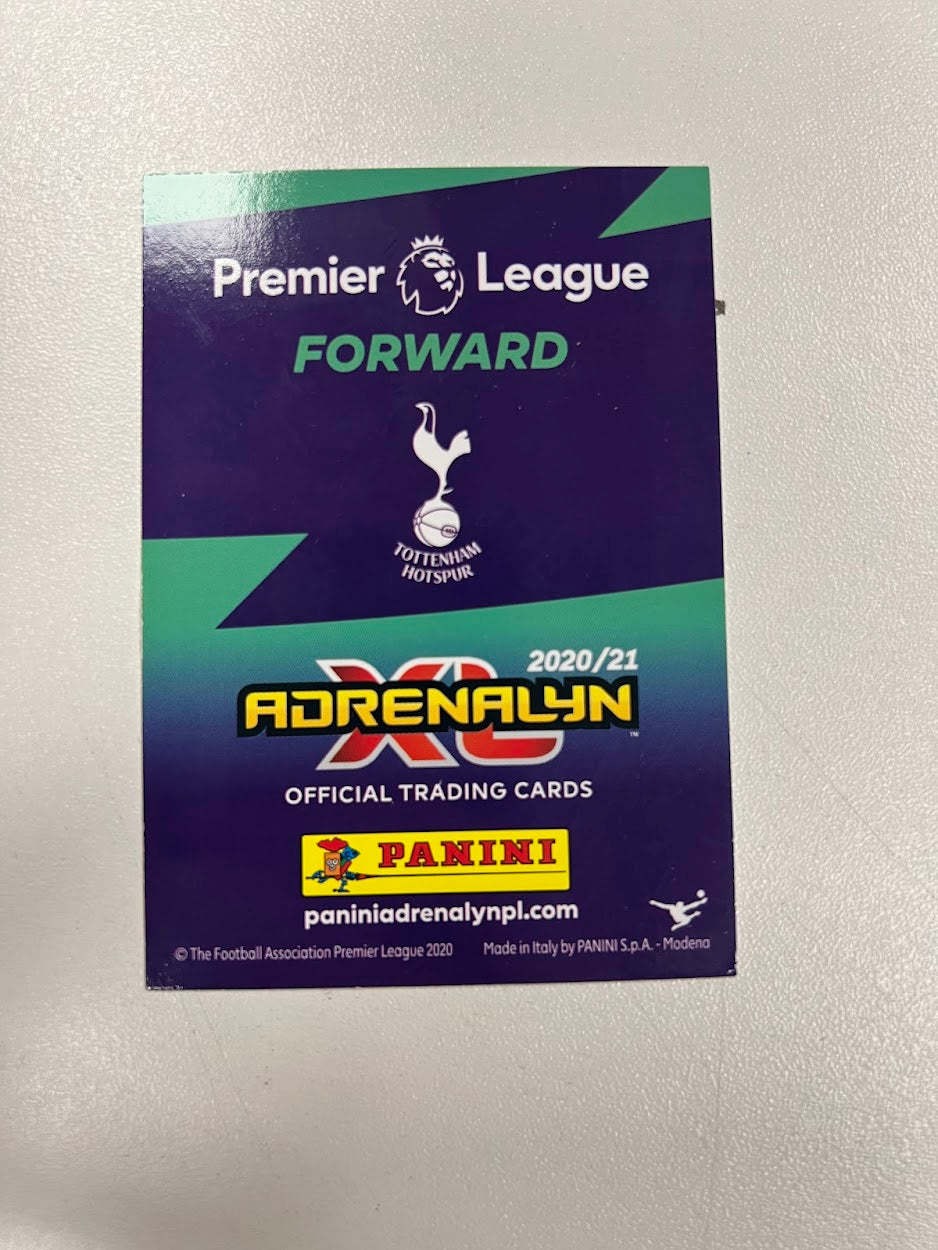 Premier League
FORWARD
TOTTENHAM
HOTSPUR
2020/21
ADRENALYN
XL
™
OFFICIAL TRADING CARDS
PANINI
paniniadrenalynpl.com
© The Football Association Premier League 2020 Made in Italy by PANINI S.p.A. - Modena